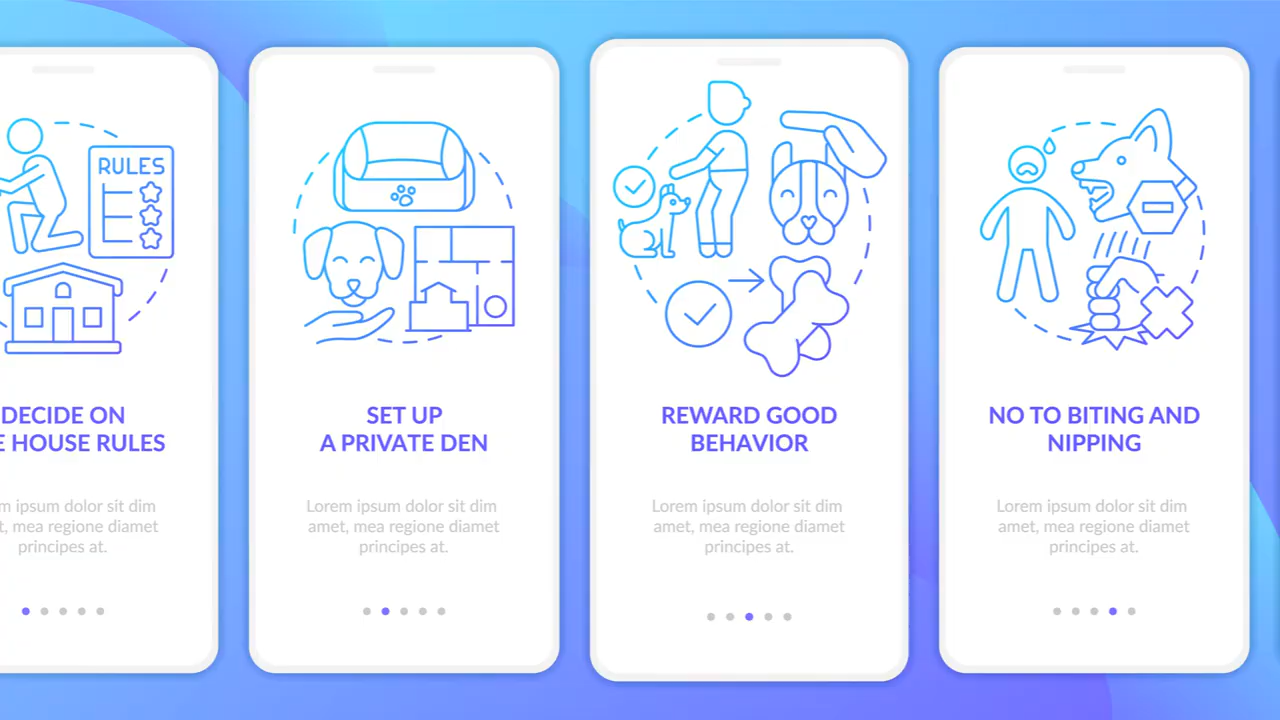 RULES
DECIDE ON
HOUSE RULES
SET UP
A PRIVATE DEN
REWARD GOOD
BEHAVIOR
NO TO BITING AND
NIPPING
ipsum dolor sit dim
mea regione diamet
principes at.
Lorem ipsum dolor sit dim
amet, mea regione diamet
principes at.
Lorem ipsum dolor sit dim
amet, mea regione diamet
principes at.
Lorem ipsum dolor sit dim
amet, mea regione diamet
principes at.